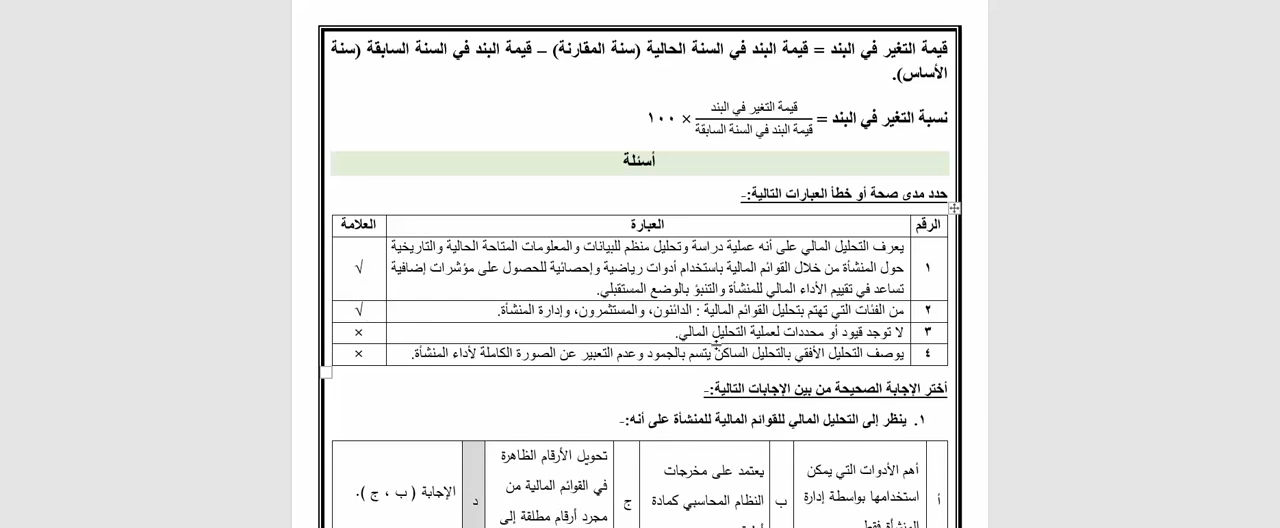 قيمة التغير في البند = قيمة البند في السنة الحالية (سنة المقارنة) – قيمة البند في السنة السابقة (سنة
الأساس).
نسبة التغير في البند = قيمة التغير في البند / قيمة البند في السنة السابقة × ١٠٠
أسئلة
حدد مدى صحة أو خطأ العبارات التالية:-
الرقم العبارة العلامة
١ يعرف التحليل المالي على أنه عملية دراسة وتحليل منظم للبيانات والمعلومات المتاحة الحالية والتاريخية
حول المنشأة من خلال القوائم المالية باستخدام أدوات رياضية وإحصائية للحصول على مؤشرات إضافية √
تساعد في تقييم الأداء المالي للمنشأة والتنبؤ بالوضع المستقبلي.
٢ من الفئات التي تهتم بتحليل القوائم المالية : الدائنون، والمستثمرون، وإدارة المنشأة. √
٣ لا توجد قيود أو محددات لعملية التحليل المالي. ×
٤ يوصف التحليل الأفقي بالتحليل الساكن يتسم بالجمود وعدم التعبير عن الصورة الكاملة لأداء المنشأة. ×
أختر الإجابة الصحيحة من بين الإجابات التالية:-
١. ينظر إلى التحليل المالي للقوائم المالية للمنشأة على أنه:-
أ
أهم الأدوات التي يمكن
استخدامها بواسطة إدارة
المنشأة فقط
ب
يعتمد على مخرجات
النظام المحاسبي كمادة
ج
تحويل الأرقام الظاهرة
في القوائم المالية من
مجرد أرقام مطلقة إلى
د
الإجابة ( ب ، ج ).